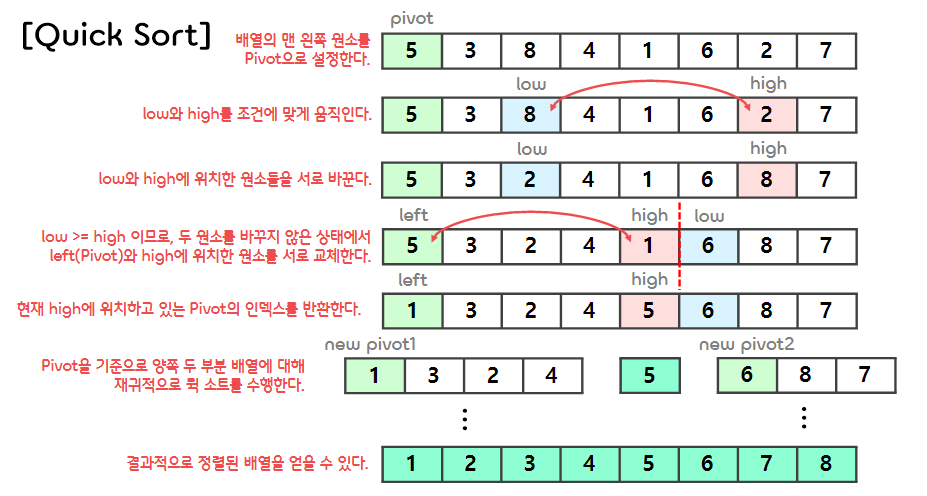 [Quick Sort]
pivot
배열의 맨 왼쪽 원소를
Pivot으로 설정한다.
5 3 8 4 1 6 2 7
low high
low와 high를 조건에 맞게 움직인다.
5 3 8 4 1 6 2 7
low high
low와 high에 위치한 원소들을 서로 바꾼다.
5 3 2 4 1 6 8 7
left high low
low >= high 이므로, 두 원소를 바꾸지 않은 상태에서
left(Pivot)와 high에 위치한 원소를 서로 교체한다.
5 3 2 4 1 6 8 7
left high
현재 high에 위치하고 있는 Pivot의 인덱스를 반환한다.
1 3 2 4 5 6 8 7
new pivot1 new pivot2
Pivot을 기준으로 양쪽 두 부분 배열에 대해
재귀적으로 퀵 소트를 수행한다.
1 3 2 4 5 6 8 7
결과적으로 정렬된 배열을 얻을 수 있다.
1 2 3 4 5 6 7 8